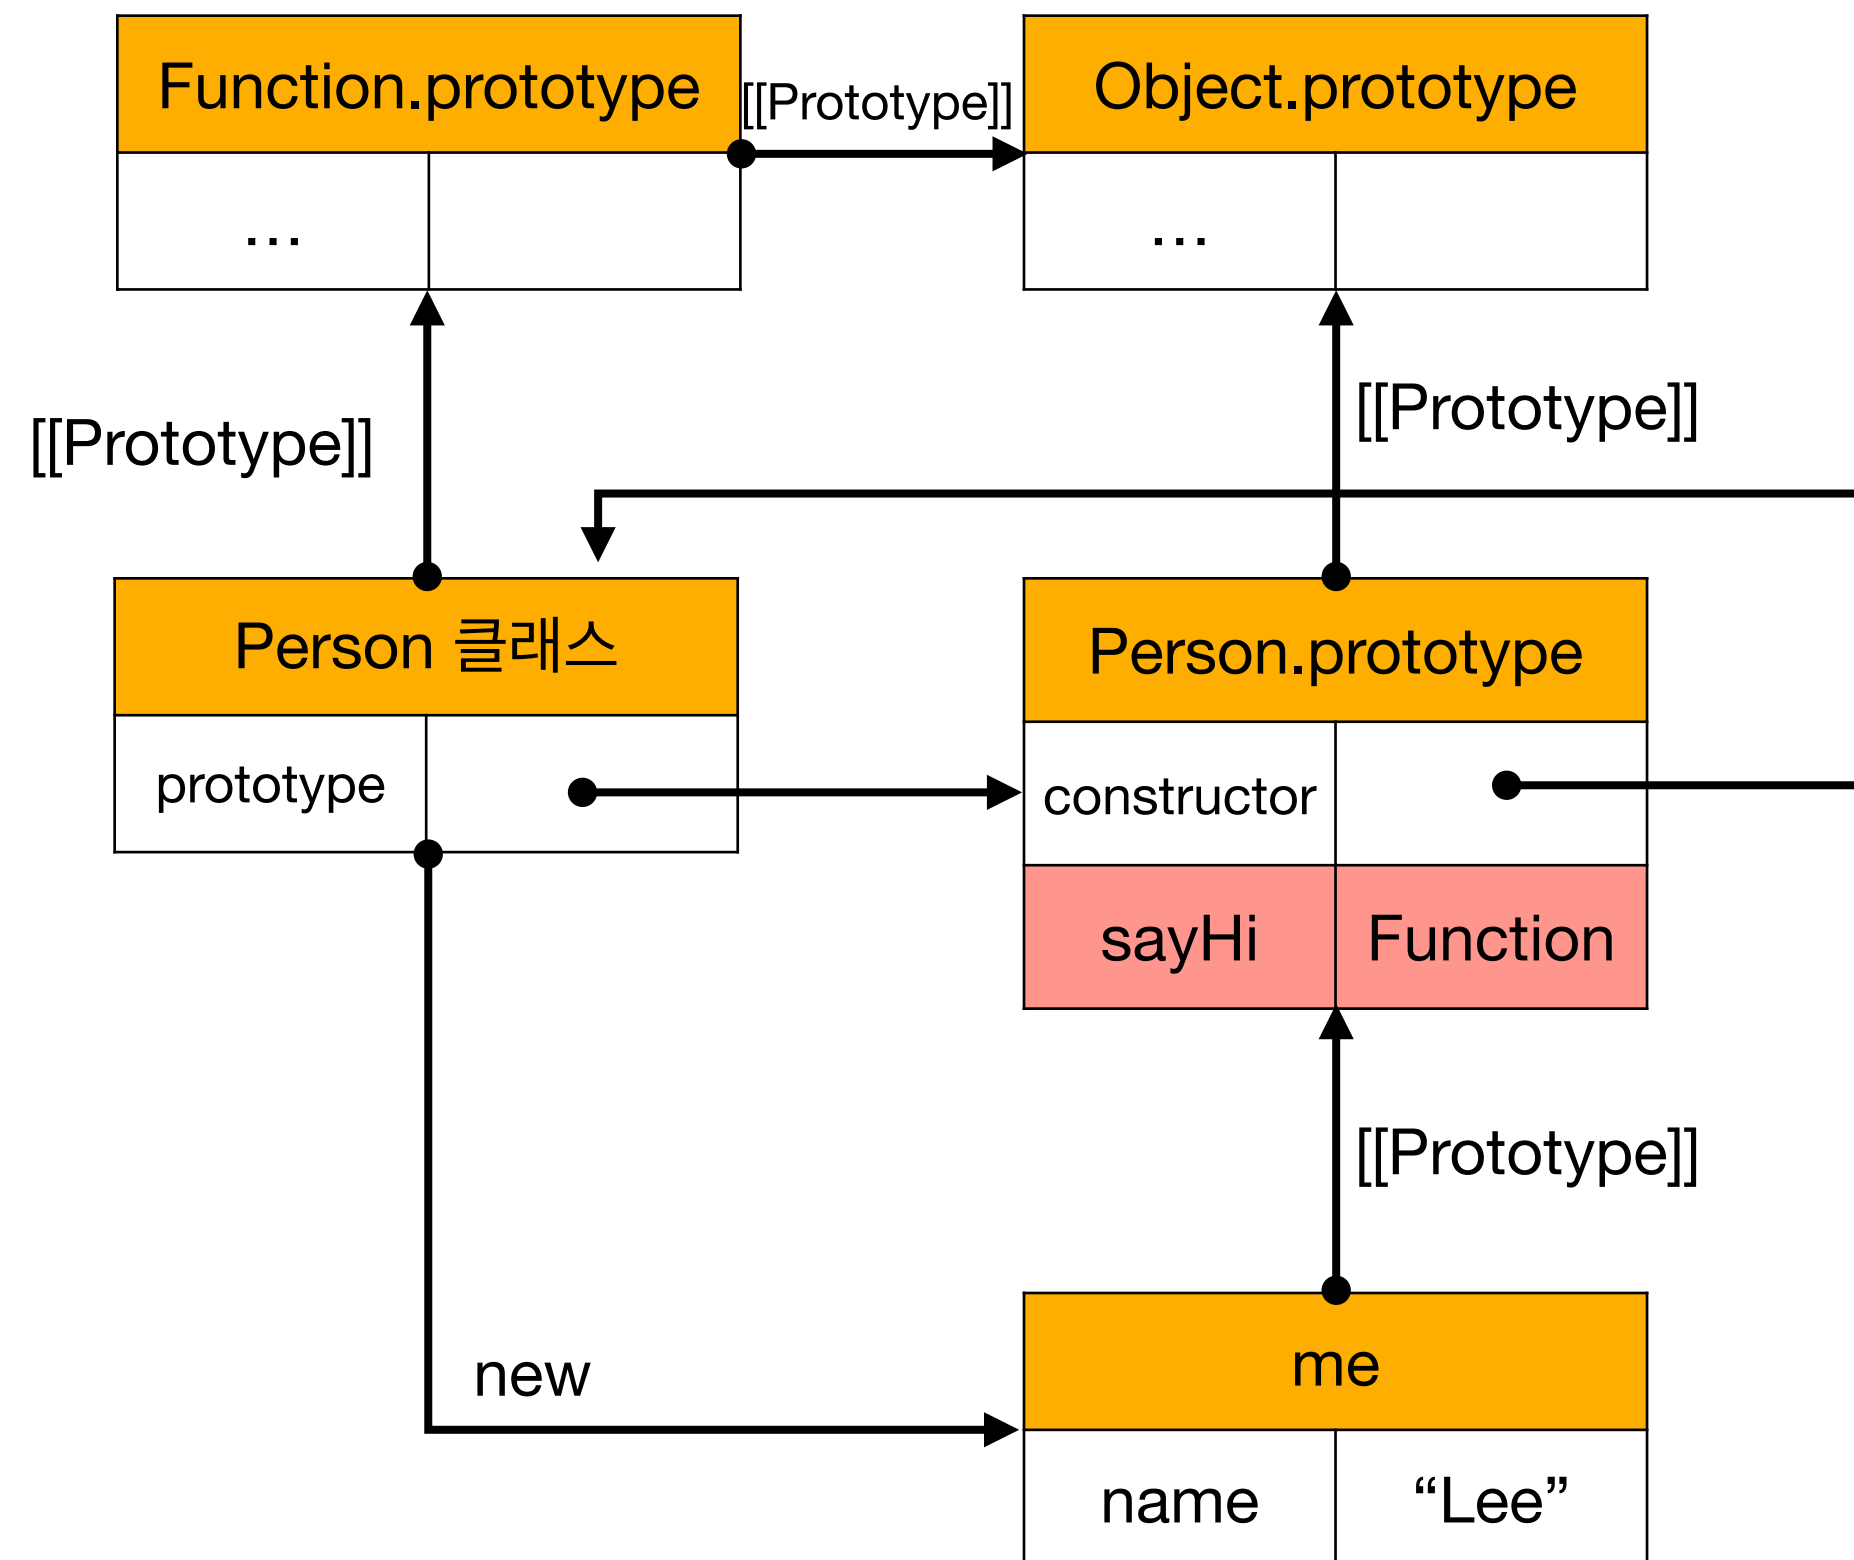 Function.prototype
[[Prototype]]
Object.prototype
...
...
[[Prototype]]
[[Prototype]]
Person 클래스
Person.prototype
prototype
constructor
sayHi
Function
[[Prototype]]
new
me
name
“Lee”